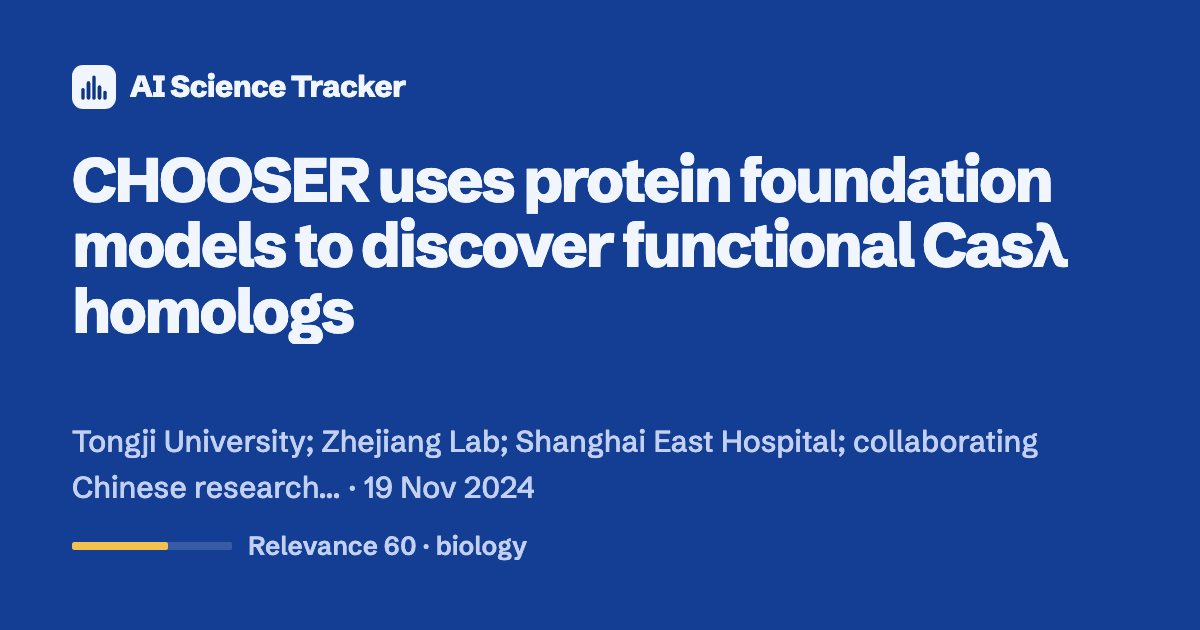 AI Science Tracker
CHOOSER uses protein foundation
models to discover functional Casλ
homologs
Tongji University; Zhejiang Lab; Shanghai East Hospital; collaborating
Chinese research... · 19 Nov 2024
Relevance 60 · biology